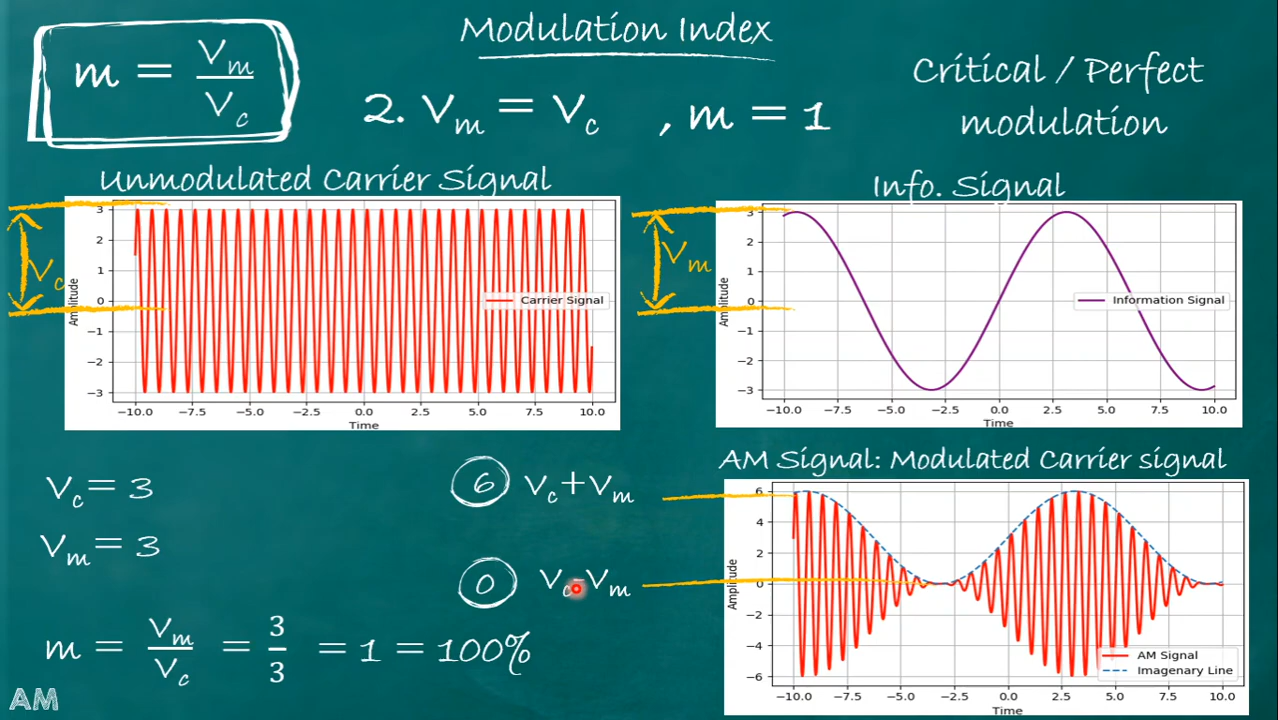 Modulation Index
m = Vm/Vc
2. Vm = Vc , m = 1
Critical / Perfect
modulation
Unmodulated Carrier Signal
3
2
1
0
−1
−2
−3
Amplitude
Vc
Carrier Signal
−10.0 −7.5 −5.0 −2.5 0.0 2.5 5.0 7.5 10.0
Time
Info. Signal
3
2
1
0
−1
−2
−3
Amplitude
Vm
Information Signal
−10.0 −7.5 −5.0 −2.5 0.0 2.5 5.0 7.5 10.0
Time
Vc = 3
Vm = 3
m = Vm/Vc = 3/3 = 1 = 100%
6 Vc+Vm
0 Vc-Vm
AM Signal: Modulated Carrier signal
6
4
2
0
−2
−4
−6
Amplitude
AM Signal
Imagenary Line
−10.0 −7.5 −5.0 −2.5 0.0 2.5 5.0 7.5 10.0
Time
AM